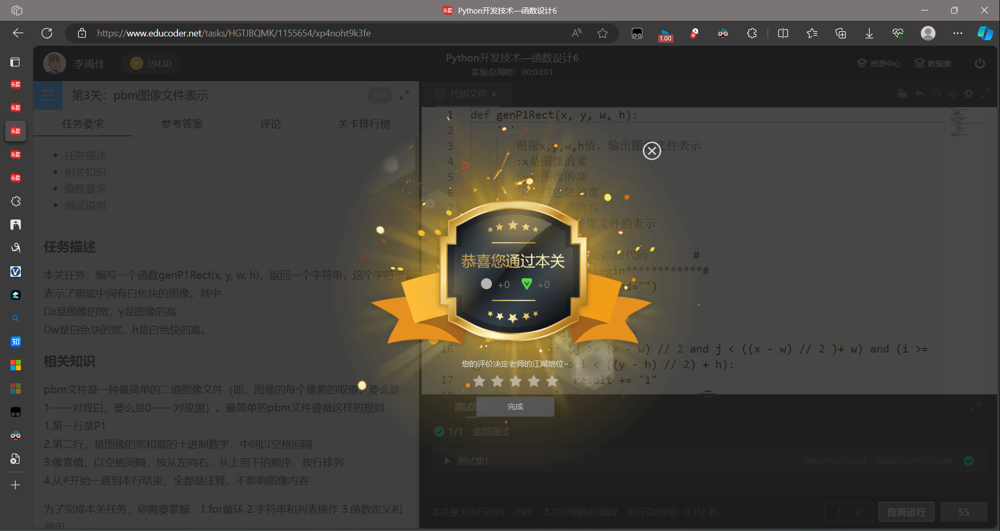 头歌 Python开发技术—函数设计6
https://www.educoder.net/tasks/HGTJBQMK/1155654/xp4noht9k3fe
1.00
李禹佳
39430
Python开发技术—函数设计6
实验总用时：00:03:01
资源中心
数据集
第3关：pbm图像文件表示
500
任务要求
参考答案
评论
关卡排行榜
• 任务描述
• 相关知识
• 编程要求
• 测试说明
任务描述
本关任务：编写一个函数genP1Rect(x, y, w, h)，返回一个字符串，这个字符串
表示了黑底中间有白色块的图像。其中
x是图像的宽，y是图像的高
w是白色块的宽，h是白色快的高。
相关知识
pbm文件是一种最简单的二值图像文件（即，图像的每个像素的取值，要么是
1——对应白；要么是0——对应黑）。最简单的pbm文件遵循这样的规则
1.第一行是P1
2.第二行，是图像的宽和高的十进制数字，中间以空格间隔
3.像素值，以空格间隔，按从左向右、从上到下的顺序，按行排列
4.从#开始一直到本行结束，全都是注释，不影响图像内容
为了完成本关任务，你需要掌握：1.for循环 2.字符串和列表操作 3.函数定义和
调用
代码文件
1 def genP1Rect(x, y, w, h):
2 '''
3 根据x,y,w,h值，输出图像文件表示
4 :x是图像的宽
5 :y是图像的高
6 :w是白色块的宽
7 色快的高
图像文件的表示
处添加代码 #
begin************#
nd="")
16 if (j >= (x - w) // 2 and j < ((x - w) // 2 )+ w) and (i >=
(y - h) // 2) + h):
17 result += "1"
18 else
恭喜您通过本关
+0 +0
您的评价决定老师的江湖地位~
完成
测试结果
1/1 全部通过
测试集1
消耗内存69.93MB 代码执行时长：0.04秒
本关最大执行时间：20秒 本次评测耗时(编译、运行总时间)：0.312 秒
上一关
自测运行
5S
头歌
头歌
头歌
头歌
头歌
知